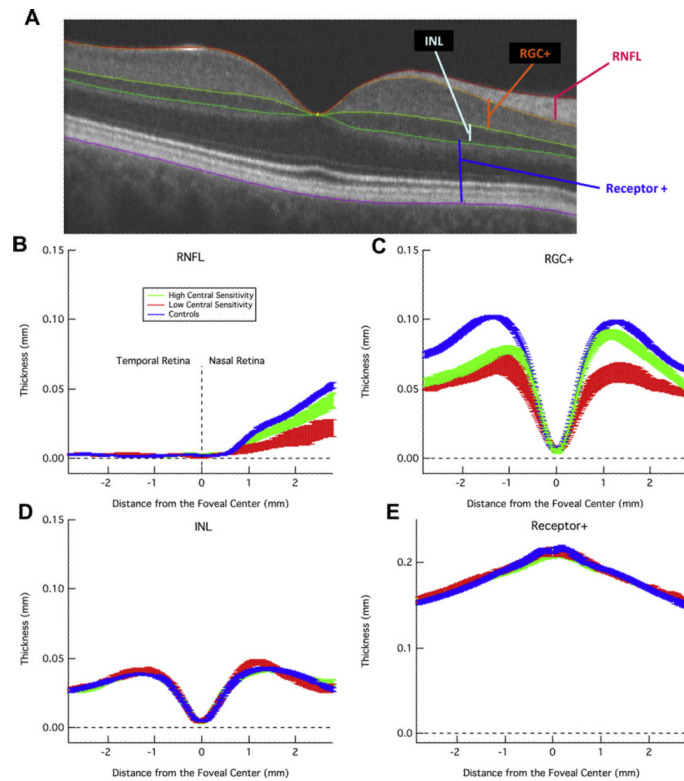 A
INL
RGC+
RNFL
Receptor +
B
RNFL
0.15
0.10
0.05
0.00
Thickness (mm)
High Central Sensitivity
Low Central Sensitivity
Controls
Temporal Retina
Nasal Retina
-2 -1 0 1 2
Distance from the Foveal Center (mm)
C
RGC+
0.15
0.10
0.05
0.00
Thickness (mm)
-2 -1 0 1 2
Distance from the Foveal Center (mm)
D
INL
0.15
0.10
0.05
0.00
Thickness (mm)
-2 -1 0 1 2
Distance from the Foveal Center (mm)
E
Receptor+
0.2
0.1
0.0
Thickness (mm)
-2 -1 0 1 2
Distance from the Foveal Center (mm)